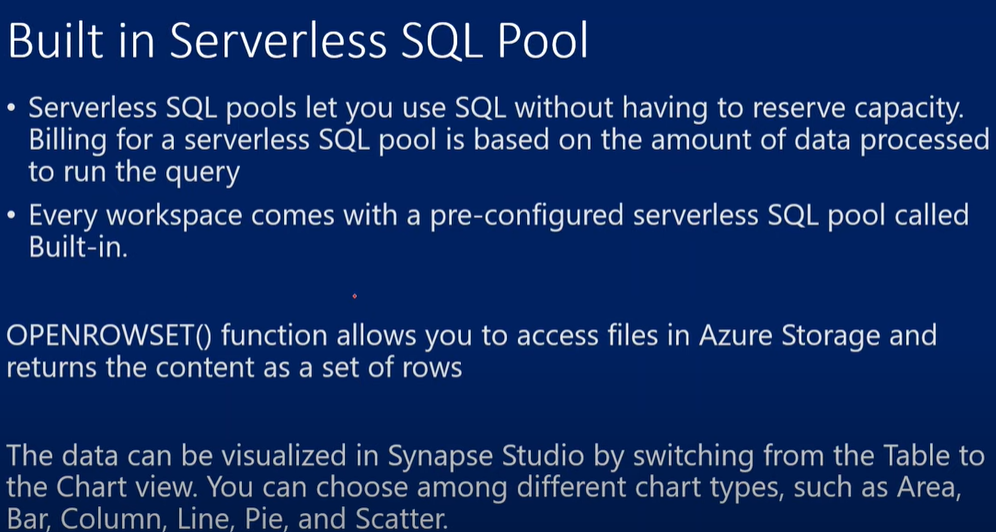 Built in Serverless SQL Pool
• Serverless SQL pools let you use SQL without having to reserve capacity.
Billing for a serverless SQL pool is based on the amount of data processed
to run the query
• Every workspace comes with a pre-configured serverless SQL pool called
Built-in.
OPENROWSET() function allows you to access files in Azure Storage and
returns the content as a set of rows
The data can be visualized in Synapse Studio by switching from the Table to
the Chart view. You can choose among different chart types, such as Area,
Bar, Column, Line, Pie, and Scatter.